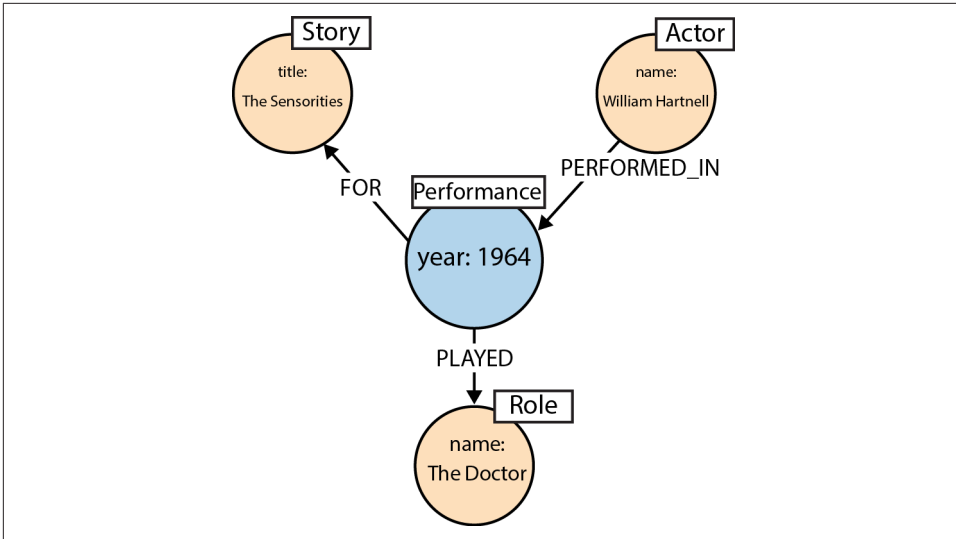 Story
title:
The Sensorities
Actor
name:
William Hartnell
FOR
PERFORMED_IN
Performance
year: 1964
PLAYED
Role
name:
The Doctor